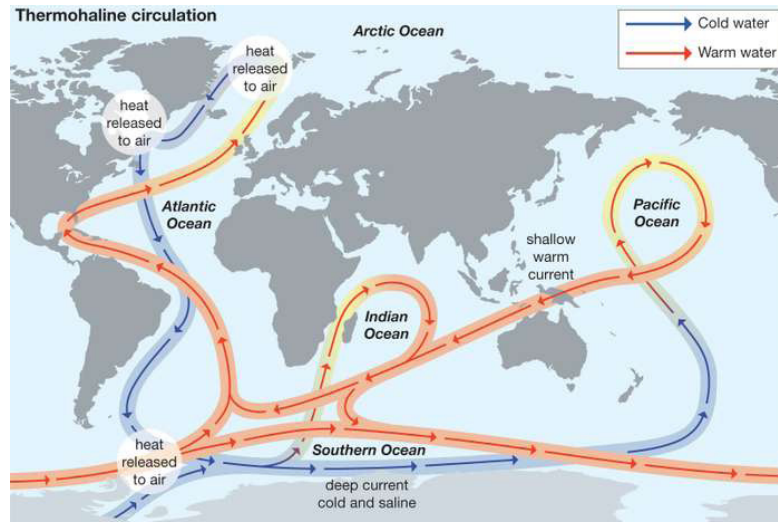 Thermohaline circulation
Arctic Ocean
Cold water
Warm water
heat
released
to air
heat
released
to air
Atlantic
Ocean
Pacific
Ocean
shallow
warm
current
Indian
Ocean
heat
released
to air
Southern Ocean
deep current
cold and saline